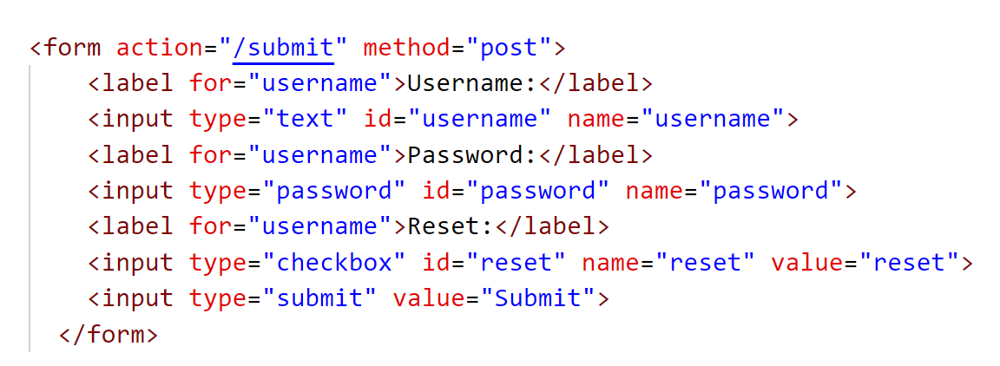 <form action="/submit" method="post">
<label for="username">Username:</label>
<input type="text" id="username" name="username">
<label for="username">Password:</label>
<input type="password" id="password" name="password">
<label for="username">Reset:</label>
<input type="checkbox" id="reset" name="reset" value="reset">
<input type="submit" value="Submit">
</form>